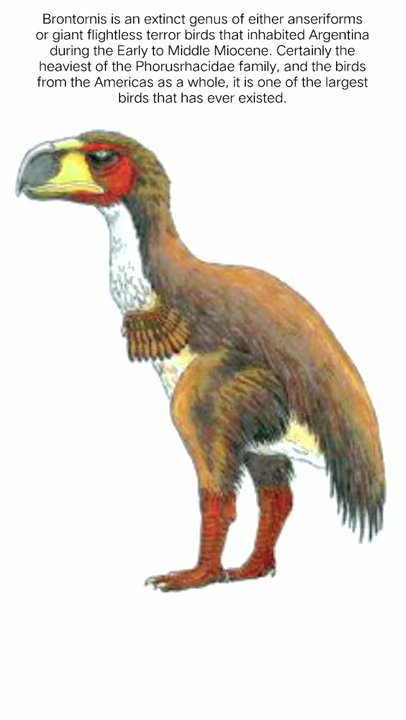 Brontornis is an extinct genus of either anseriforms
or giant flightless terror birds that inhabited Argentina
during the Early to Middle Miocene. Certainly the
heaviest of the Phorusrhacidae family, and the birds
from the Americas as a whole, it is one of the largest
birds that has ever existed.